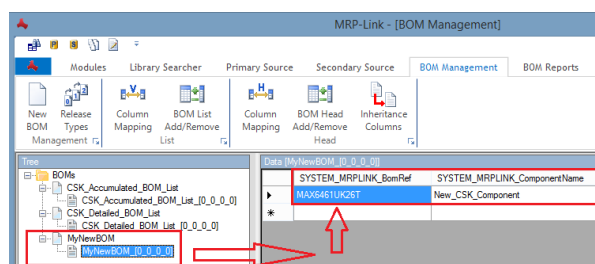 MRP-Link - [BOM Management]
Modules Library Searcher Primary Source Secondary Source BOM Management BOM Reports
New BOM Release Types Column Mapping BOM List Add/Remove Column Mapping BOM Head Add/Remove Inheritance Columns
Management List Head
Tree
BOMs
CSK_Accumulated_BOM_List
CSK_Accumulated_BOM_List_[0_0_0_0]
CSK_Detailed_BOM_List
CSK_Detailed_BOM_List_[0_0_0_0]
MyNewBOM
MyNewBOM_[0_0_0_0]
Data [MyNewBOM_[0_0_0_0]]
SYSTEM_MRPLINK_BomRef SYSTEM_MRPLINK_ComponentName
MAX6461UK26T New_CSK_Component